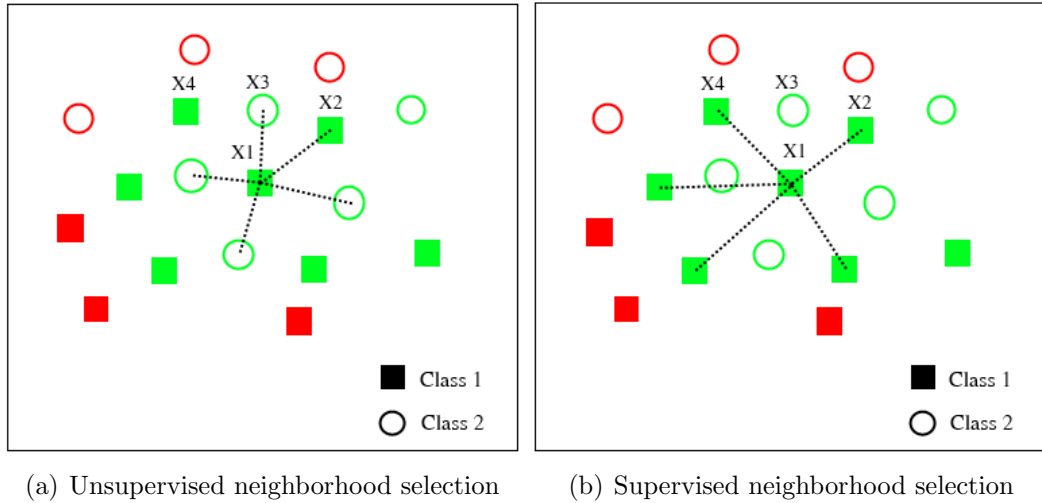 X4 X3 X2
X1
Class 1
Class 2
(a) Unsupervised neighborhood selection
X4 X3 X2
X1
Class 1
Class 2
(b) Supervised neighborhood selection